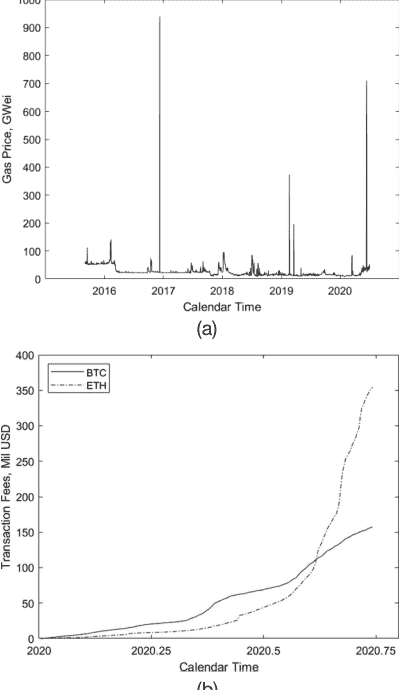 1000
900
800
700
600
500
400
300
200
100
0
Gas Price, GWei
2016 2017 2018 2019 2020
Calendar Time
(a)
400
350
300
250
200
150
100
50
0
Transaction Fees, Mil USD
BTC
ETH
2020 2020.25 2020.5 2020.75
Calendar Time
(b)